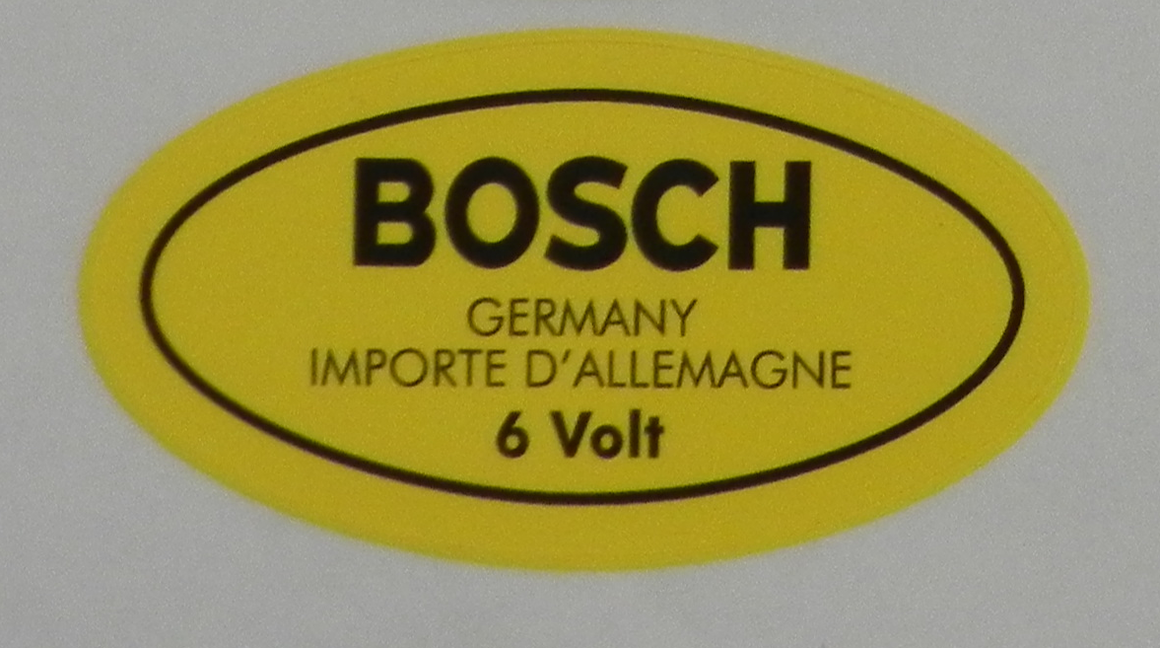 BOSCH
GERMANY
IMPORTE D'ALLEMAGNE
6 Volt